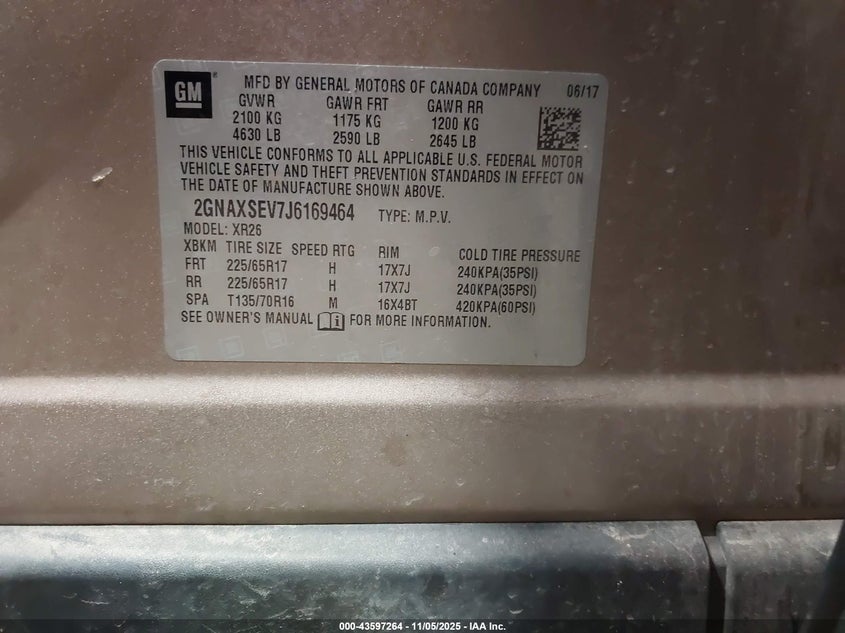 GM
MFD BY GENERAL MOTORS OF CANADA COMPANY 06/17
GVWR GAWR FRT GAWR RR
2100 KG 1175 KG 1200 KG
4630 LB 2590 LB 2645 LB
THIS VEHICLE CONFORMS TO ALL APPLICABLE U.S. FEDERAL MOTOR
VEHICLE SAFETY AND THEFT PREVENTION STANDARDS IN EFFECT ON
THE DATE OF MANUFACTURE SHOWN ABOVE.
2GNAXSEV7J6169464 TYPE: M.P.V.
MODEL: XR26
XBKM TIRE SIZE SPEED RTG RIM COLD TIRE PRESSURE
FRT 225/65R17 H 17X7J 240KPA(35PSI)
RR 225/65R17 H 17X7J 240KPA(35PSI)
SPA T135/70R16 M 16X4BT 420KPA(60PSI)
SEE OWNER'S MANUAL FOR MORE INFORMATION.
000-43597264 - 11/05/2025 - IAA Inc.